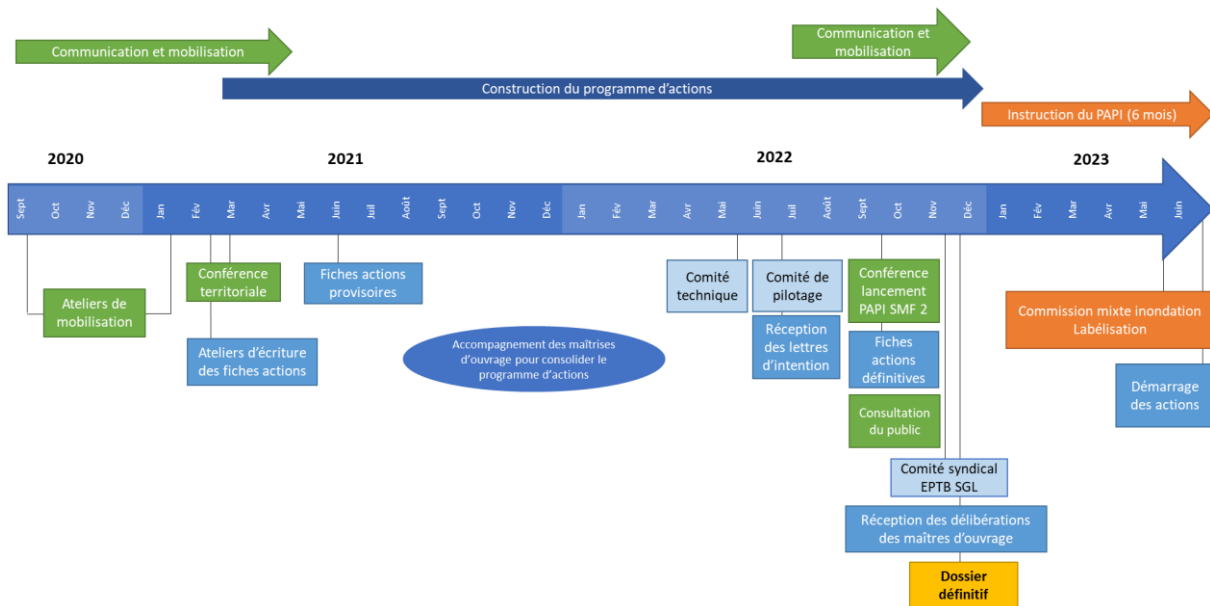 Communication et mobilisation
Communication et
mobilisation
Construction du programme d'actions
Instruction du PAPI (6 mois)
2020
2021
2022
2023
Sept
Oct
Nov
Déc
Jan
Fév
Mar
Avr
Mai
Juin
Juil
Août
Sept
Oct
Nov
Déc
Jan
Fév
Mar
Avr
Mai
Juin
Juil
Août
Sept
Oct
Nov
Déc
Jan
Fév
Mar
Avr
Mai
Juin
Ateliers de
mobilisation
Conférence
territoriale
Ateliers d'écriture
des fiches actions
Fiches actions
provisoires
Accompagnement des maîtrises
d'ouvrage pour consolider le
programme d'actions
Comité
technique
Comité de
pilotage
Réception
des lettres
d'intention
Conférence
lancement
PAPI SMF 2
Fiches
actions
définitives
Consultation
du public
Comité syndical
EPTB SGL
Réception des délibérations
des maîtres d'ouvrage
Dossier
définitif
Commission mixte inondation
Labélisation
Démarrage
des actions